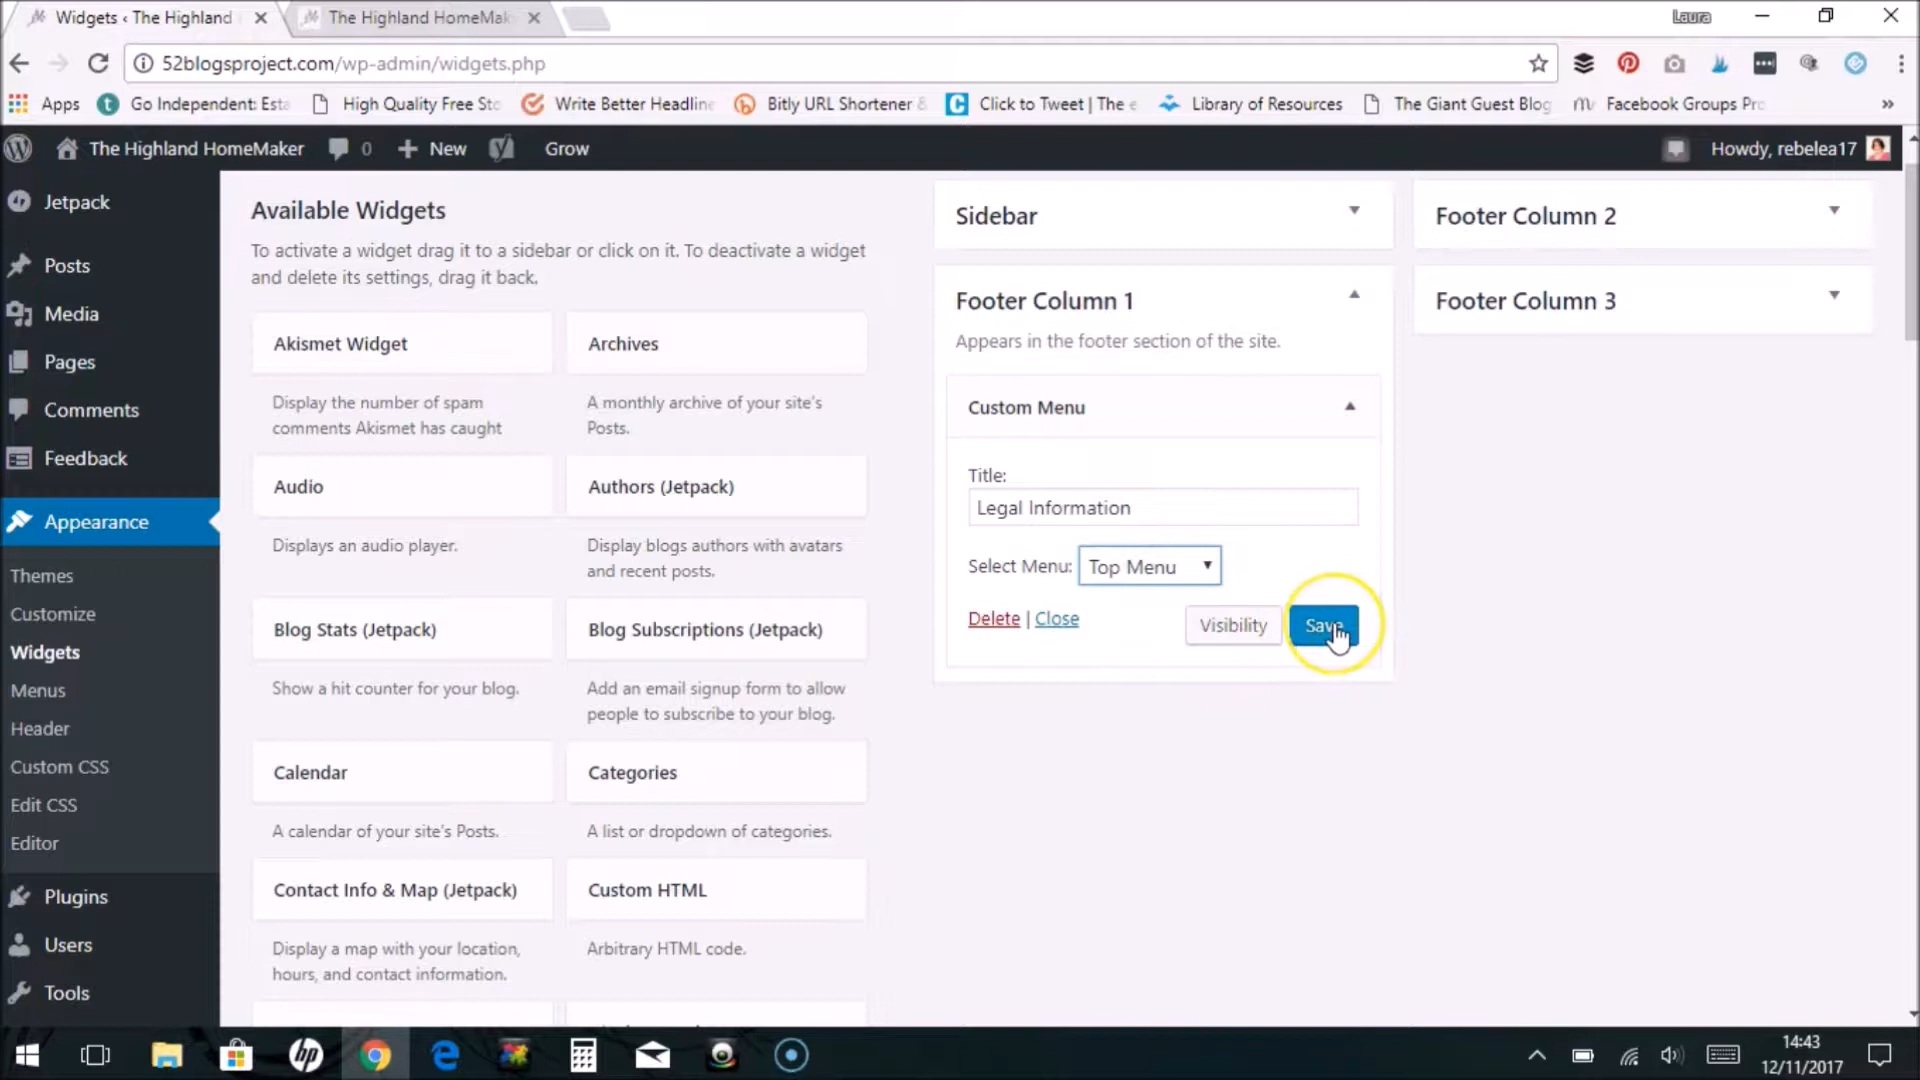 Widgets ‹ The Highland
The Highland HomeMak
Laura
52blogsproject.com/wp-admin/widgets.php
Apps
Go Independent: Esta
High Quality Free Sto
Write Better Headline
Bitly URL Shortener &
Click to Tweet | The e
Library of Resources
The Giant Guest Blog
Facebook Groups Pro
»
The Highland HomeMaker
0
New
Grow
Howdy, rebelea17
Jetpack
Posts
Media
Pages
Comments
Feedback
Appearance
Themes
Customize
Widgets
Menus
Header
Custom CSS
Edit CSS
Editor
Plugins
Users
Tools
Available Widgets
To activate a widget drag it to a sidebar or click on it. To deactivate a widget
and delete its settings, drag it back.
Akismet Widget
Display the number of spam
comments Akismet has caught
Archives
A monthly archive of your site's
Posts.
Audio
Displays an audio player.
Authors (Jetpack)
Display blogs authors with avatars
and recent posts.
Blog Stats (Jetpack)
Show a hit counter for your blog.
Blog Subscriptions (Jetpack)
Add an email signup form to allow
people to subscribe to your blog.
Calendar
A calendar of your site's Posts.
Categories
A list or dropdown of categories.
Contact Info & Map (Jetpack)
Display a map with your location,
hours, and contact information.
Custom HTML
Arbitrary HTML code.
Sidebar
Footer Column 1
Appears in the footer section of the site.
Custom Menu
Title:
Legal Information
Select Menu: Top Menu
Delete | Close
Visibility
Save
Footer Column 2
Footer Column 3
hp
14:43
12/11/2017